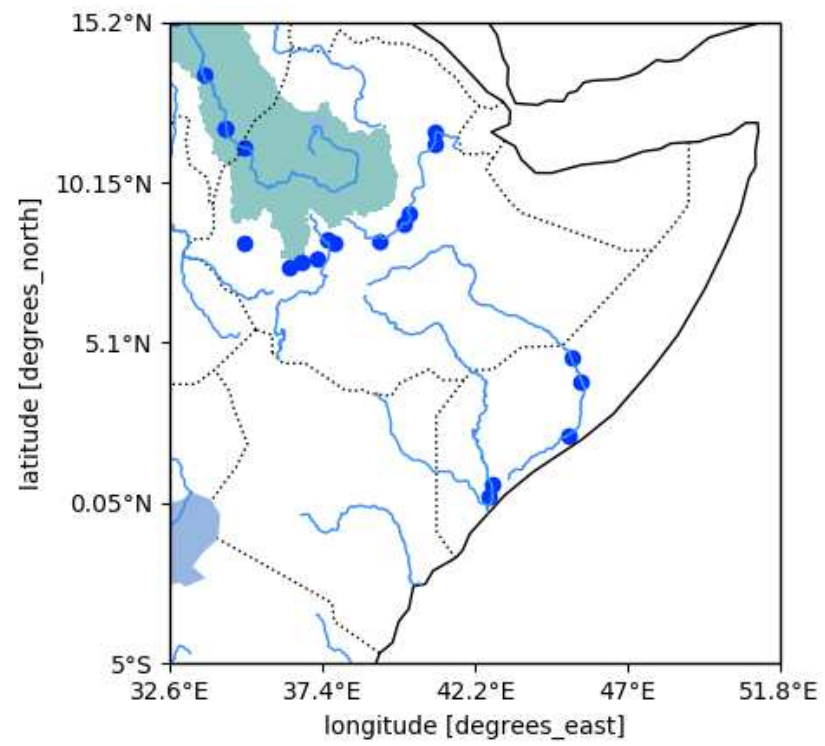 15.2°N
10.15°N
5.1°N
0.05°N
5°S
latitude [degrees_north]
32.6°E 37.4°E 42.2°E 47°E 51.8°E
longitude [degrees_east]